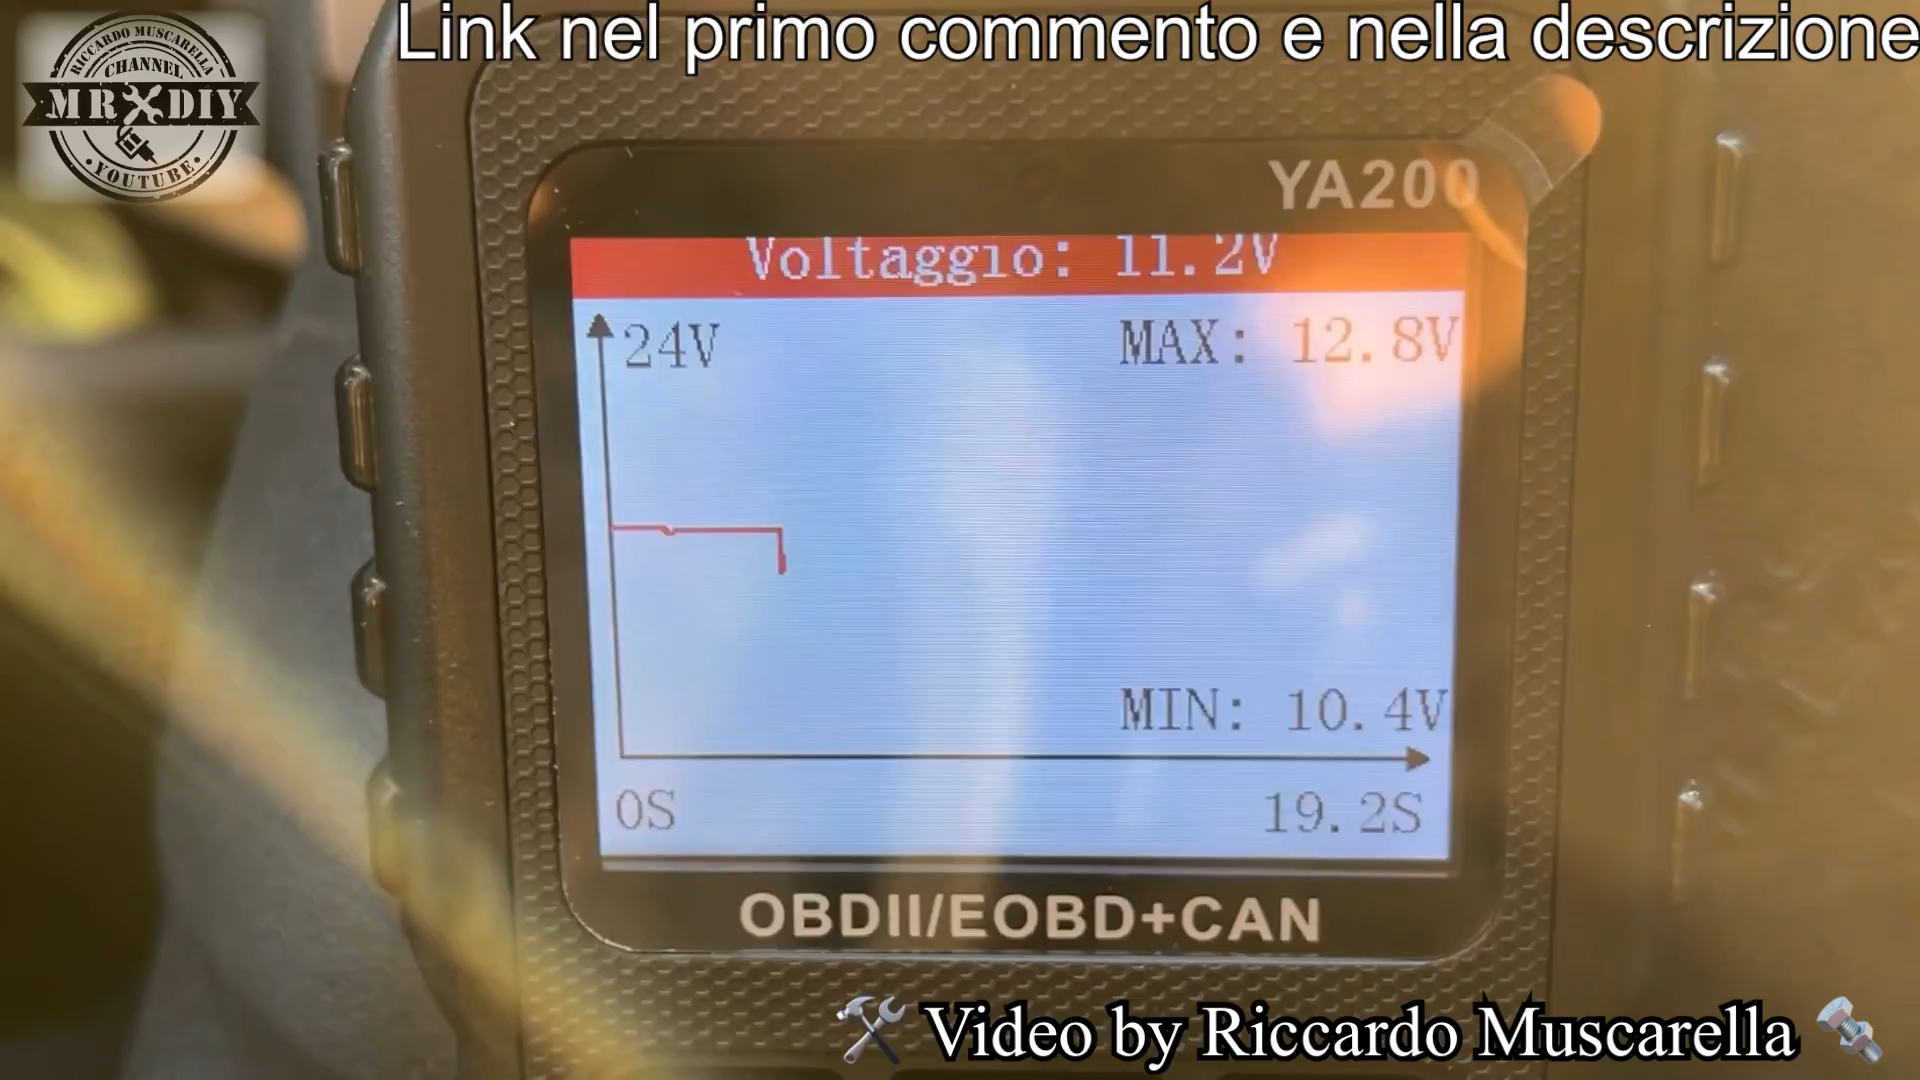 Link nel primo commento e nella descrizione
RICCARDO MUSCARELLA
CHANNEL
MR DIY
YOUTUBE
YA200
Voltaggio: 11.2V
24V
MAX: 12.8V
MIN: 10.4V
0S
19.2S
OBDII/EOBD+CAN
Video by Riccardo Muscarella